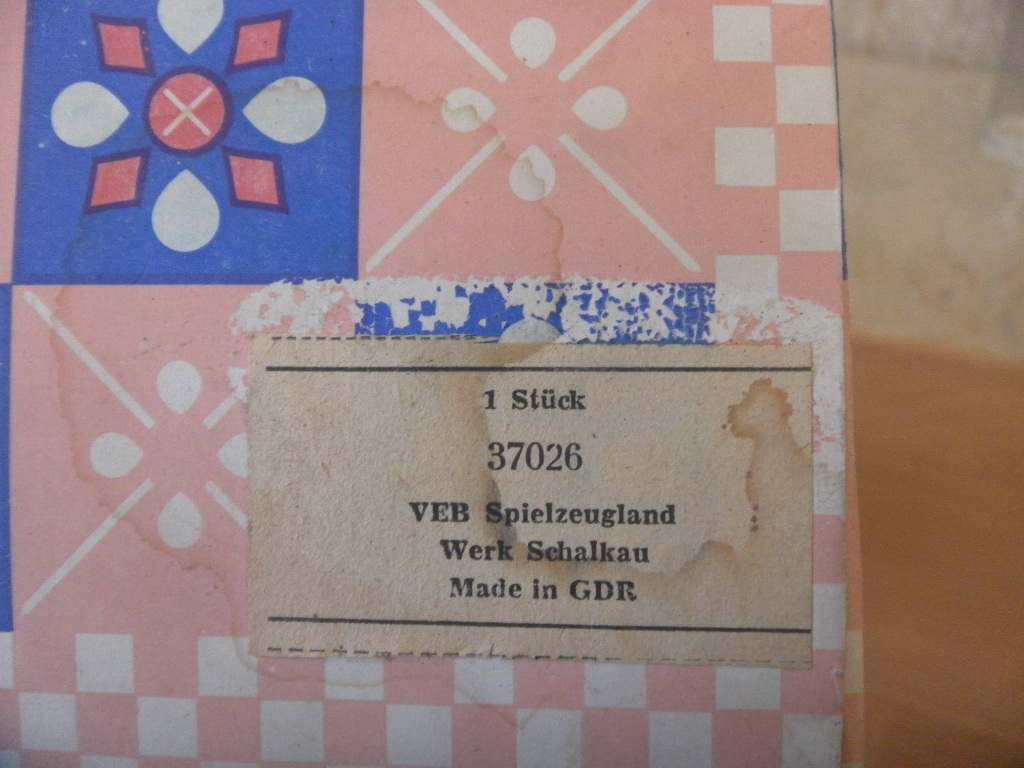 1 Stück
37026
VEB Spielzeugland
Werk Schalkau
Made in GDR